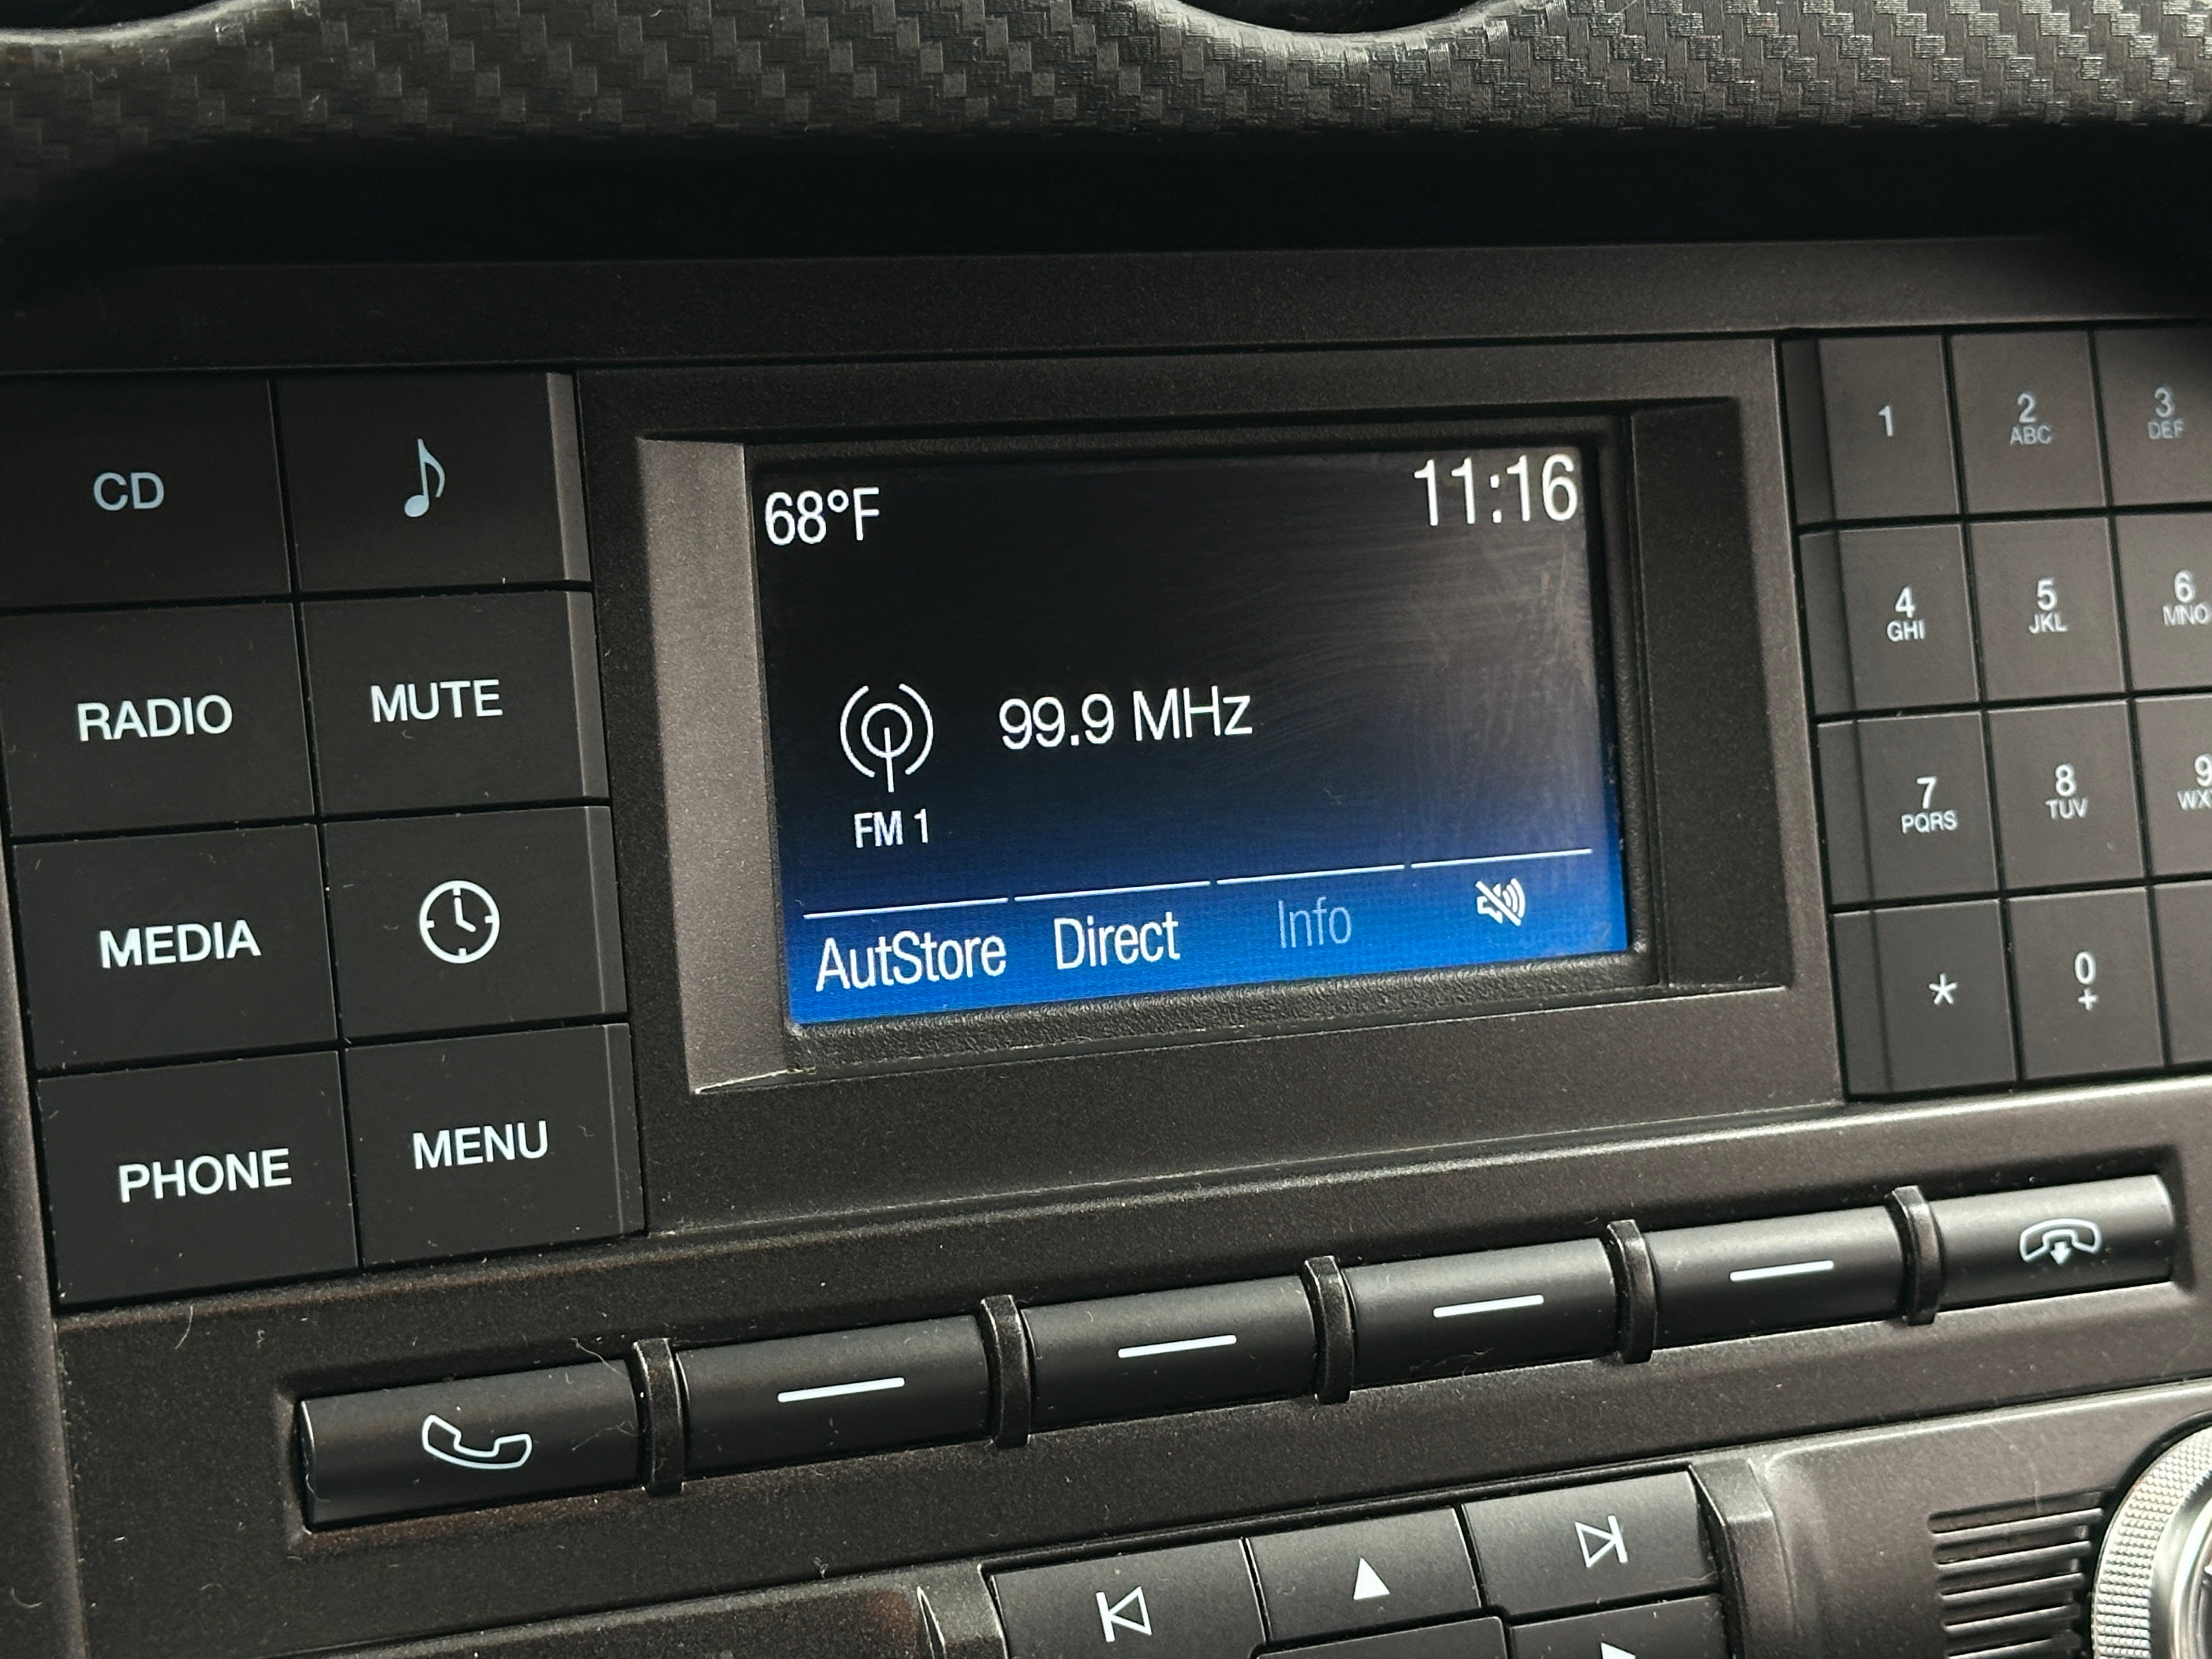 68°F
11:16
99.9 MHz
FM 1
AutStore
Direct
Info
CD
RADIO
MUTE
MEDIA
PHONE
MENU
1
2
ABC
3
DEF
4
GHI
5
JKL
6
MNO
7
PQRS
8
TUV
9
*
0
+